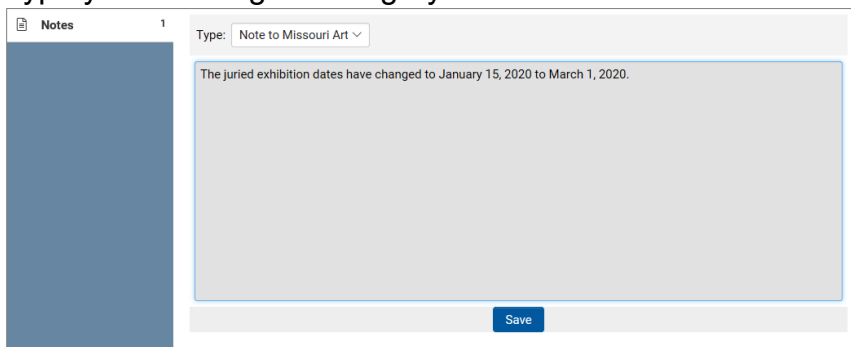 Notes 1
Type: Note to Missouri Art
The juried exhibition dates have changed to January 15, 2020 to March 1, 2020.
Save